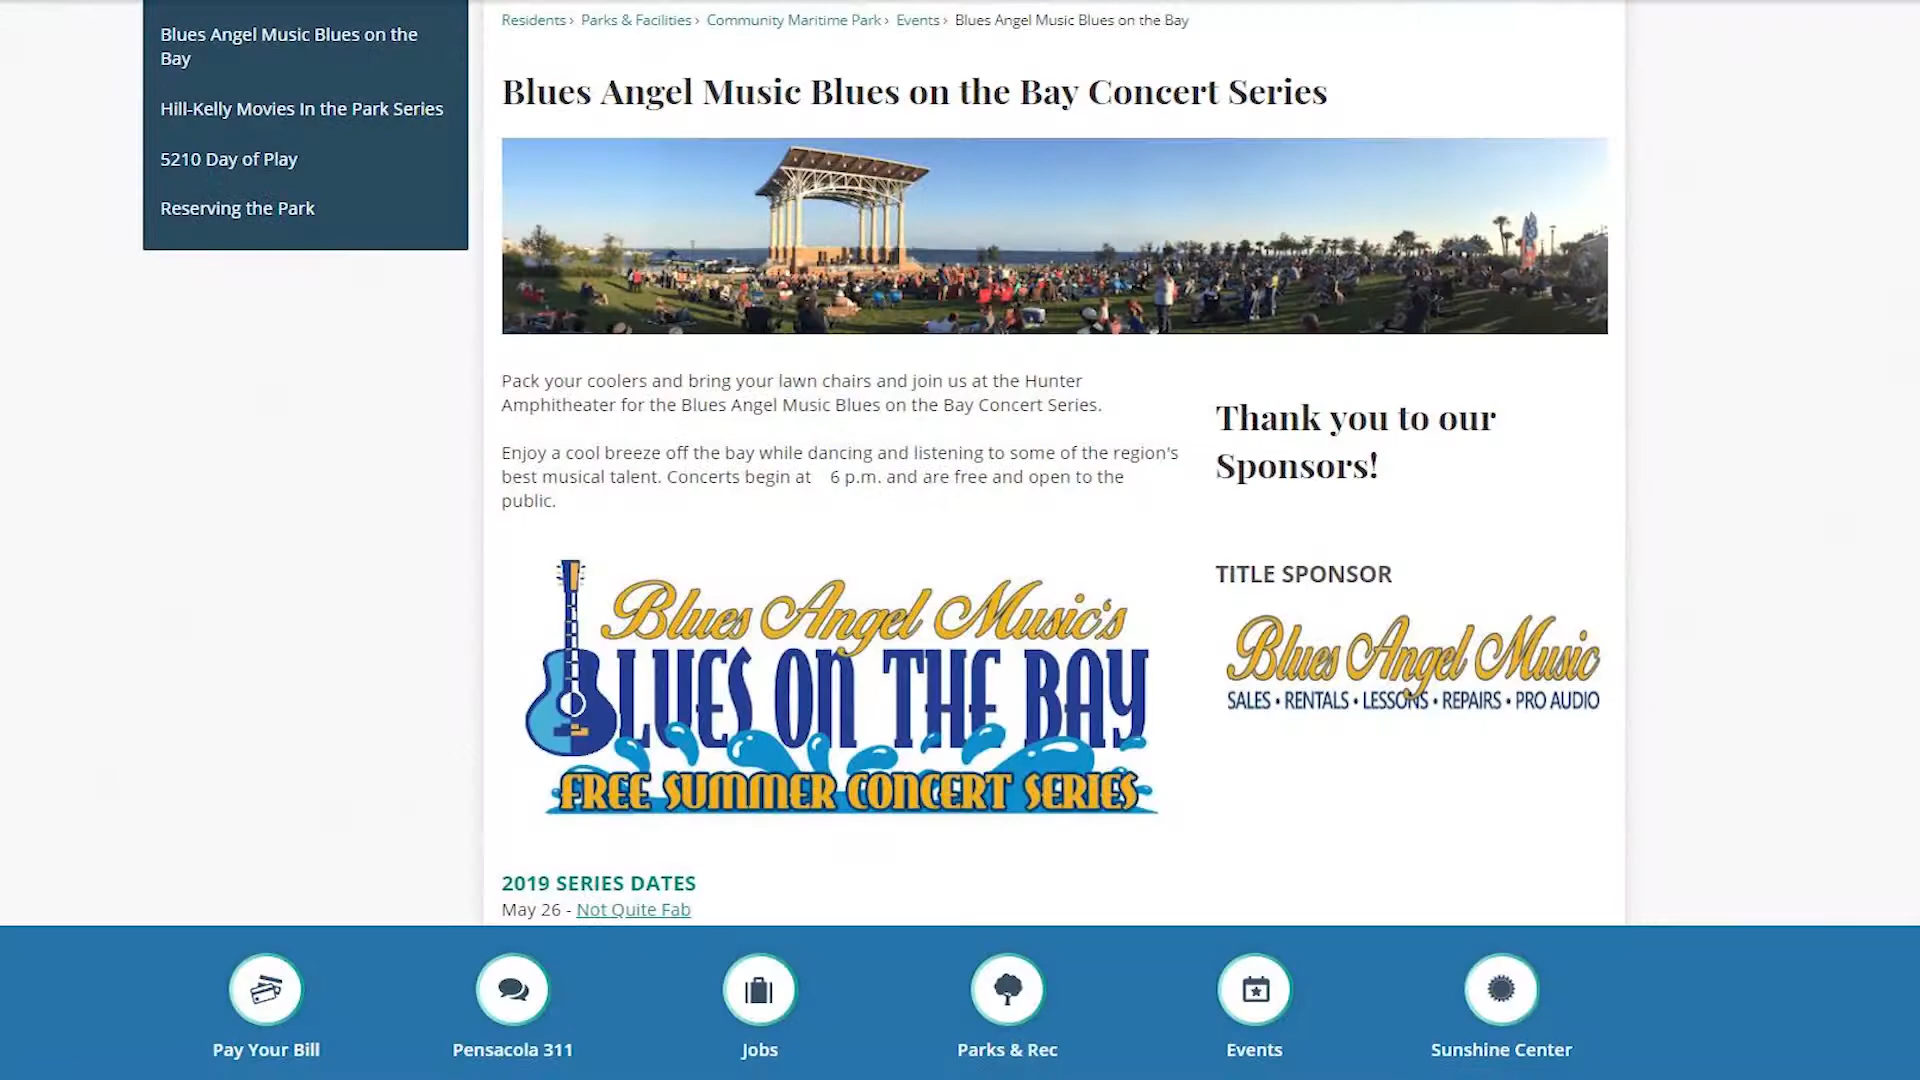 Blues Angel Music Blues on the
Bay
Hill-Kelly Movies In the Park Series
5210 Day of Play
Reserving the Park
Residents › Parks & Facilities › Community Maritime Park › Events › Blues Angel Music Blues on the Bay
Blues Angel Music Blues on the Bay Concert Series
Pack your coolers and bring your lawn chairs and join us at the Hunter
Amphitheater for the Blues Angel Music Blues on the Bay Concert Series.
Enjoy a cool breeze off the bay while dancing and listening to some of the region's
best musical talent. Concerts begin at 6 p.m. and are free and open to the
public.
Blues Angel Music's
BLUES ON THE BAY
FREE SUMMER CONCERT SERIES
2019 SERIES DATES
May 26 - Not Quite Fab
Thank you to our
Sponsors!
TITLE SPONSOR
Blues Angel Music
SALES • RENTALS • LESSONS • REPAIRS • PRO AUDIO
Pay Your Bill
Pensacola 311
Jobs
Parks & Rec
Events
Sunshine Center